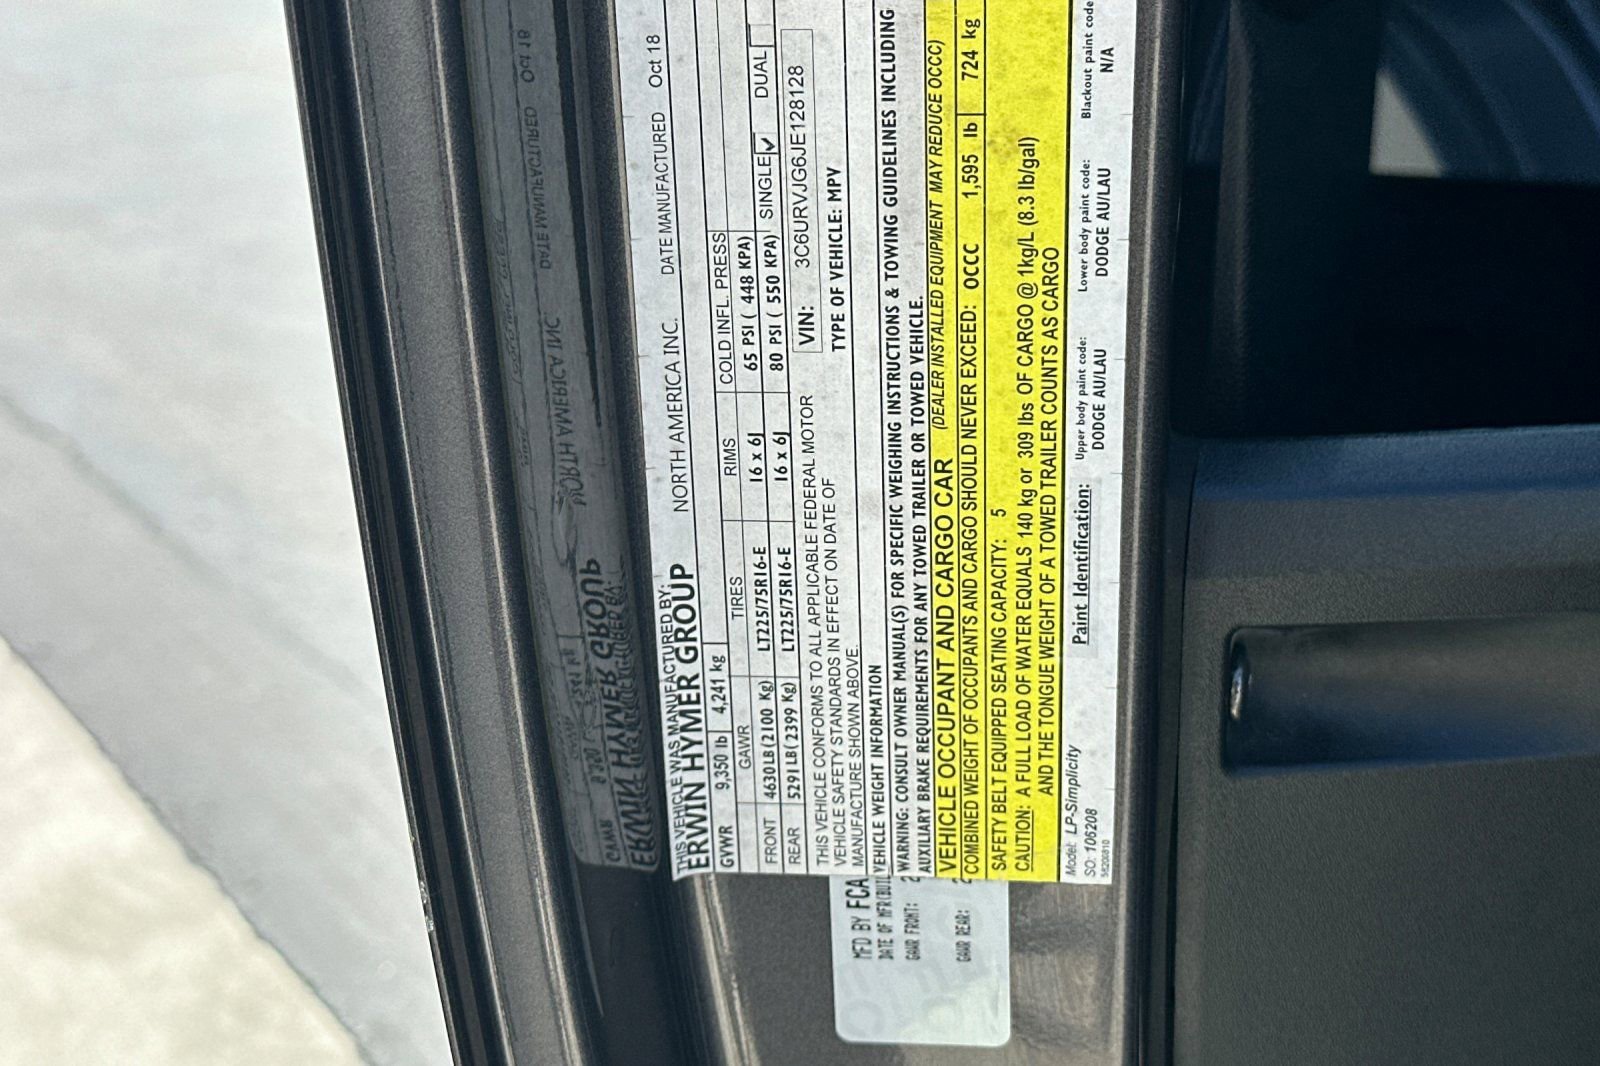 THIS VEHICLE WAS MANUFACTURED BY:
ERWIN HYMER GROUP NORTH AMERICA INC. DATE MANUFACTURED Oct 18
GVWR 9,350 lb 4,241 kg
GAWR TIRES RIMS COLD INFL. PRESS
FRONT 4630LB(2100 Kg) LT225/75R16-E 16 x 6J 65 PSI ( 448 KPA) SINGLE ✓ DUAL
REAR 5291LB(2399 Kg) LT225/75R16-E 16 x 6J 80 PSI ( 550 KPA)
THIS VEHICLE CONFORMS TO ALL APPLICABLE FEDERAL MOTOR
VEHICLE SAFETY STANDARDS IN EFFECT ON DATE OF
MANUFACTURE SHOWN ABOVE.
VIN: 3C6URVJG6JE128128
TYPE OF VEHICLE: MPV
VEHICLE WEIGHT INFORMATION
WARNING: CONSULT OWNER MANUAL(S) FOR SPECIFIC WEIGHING INSTRUCTIONS & TOWING GUIDELINES INCLUDING
AUXILIARY BRAKE REQUIREMENTS FOR ANY TOWED TRAILER OR TOWED VEHICLE.
VEHICLE OCCUPANT AND CARGO CAR (DEALER INSTALLED EQUIPMENT MAY REDUCE OCCC)
COMBINED WEIGHT OF OCCUPANTS AND CARGO SHOULD NEVER EXCEED: OCCC 1,595 lb 724 kg
SAFETY BELT EQUIPPED SEATING CAPACITY: 5
CAUTION: A FULL LOAD OF WATER EQUALS 140 kg or 309 lbs OF CARGO @ 1kg/L (8.3 lb/gal)
AND THE TONGUE WEIGHT OF A TOWED TRAILER COUNTS AS CARGO
Model: LP-Simplicity
SO: 106208
58200810
Paint Identification:
Upper body paint code:
DODGE AU/LAU
Lower body paint code:
DODGE AU/LAU
Blackout paint code
N/A
MFD BY FCA
DATE OF MFR
GAWR FRONT:
GAWR REAR: